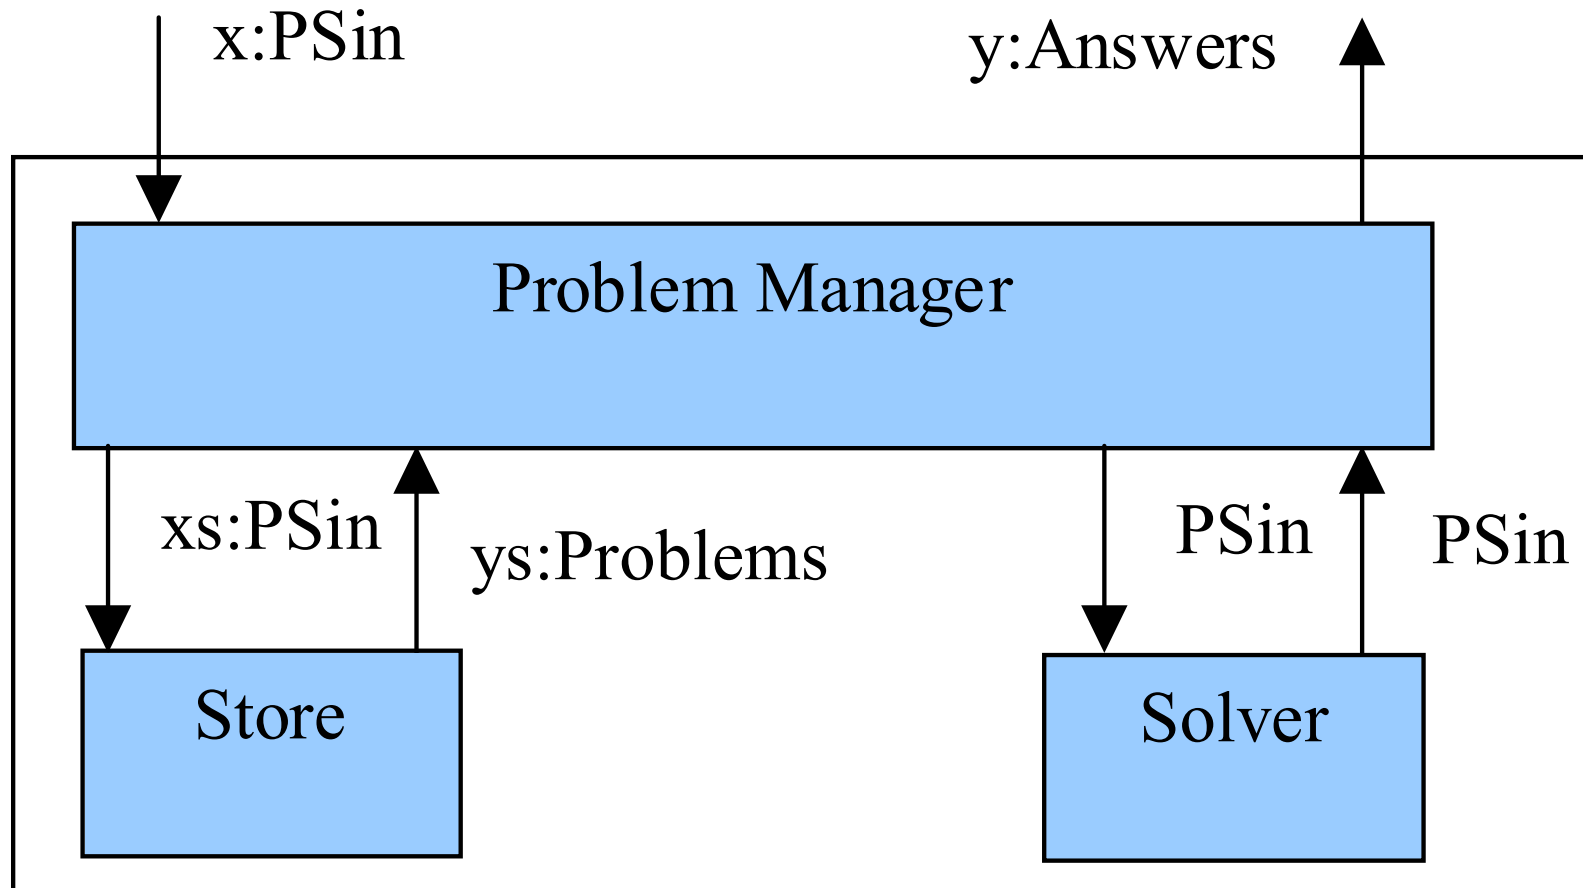 x:PSin
y:Answers
Problem Manager
xs:PSin
ys:Problems
PSin
PSin
Store
Solver